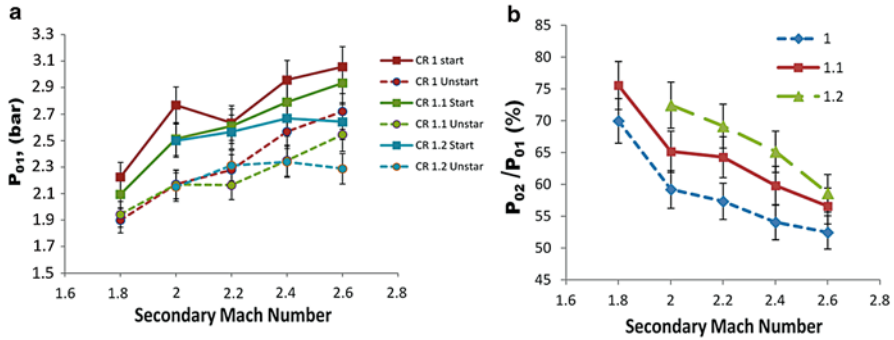 a
P01, (bar)
3.3
3.1
2.9
2.7
2.5
2.3
2.1
1.9
1.7
1.5
1.6 1.8 2 2.2 2.4 2.6 2.8
Secondary Mach Number
CR 1 start
CR 1 Unstart
CR 1.1 Start
CR 1.1 Unstar
CR 1.2 Start
CR 1.2 Unstar
b
P02 /P01 (%)
85
80
75
70
65
60
55
50
45
1.6 1.8 2 2.2 2.4 2.6 2.8
Secondary Mach Number
1
1.1
1.2